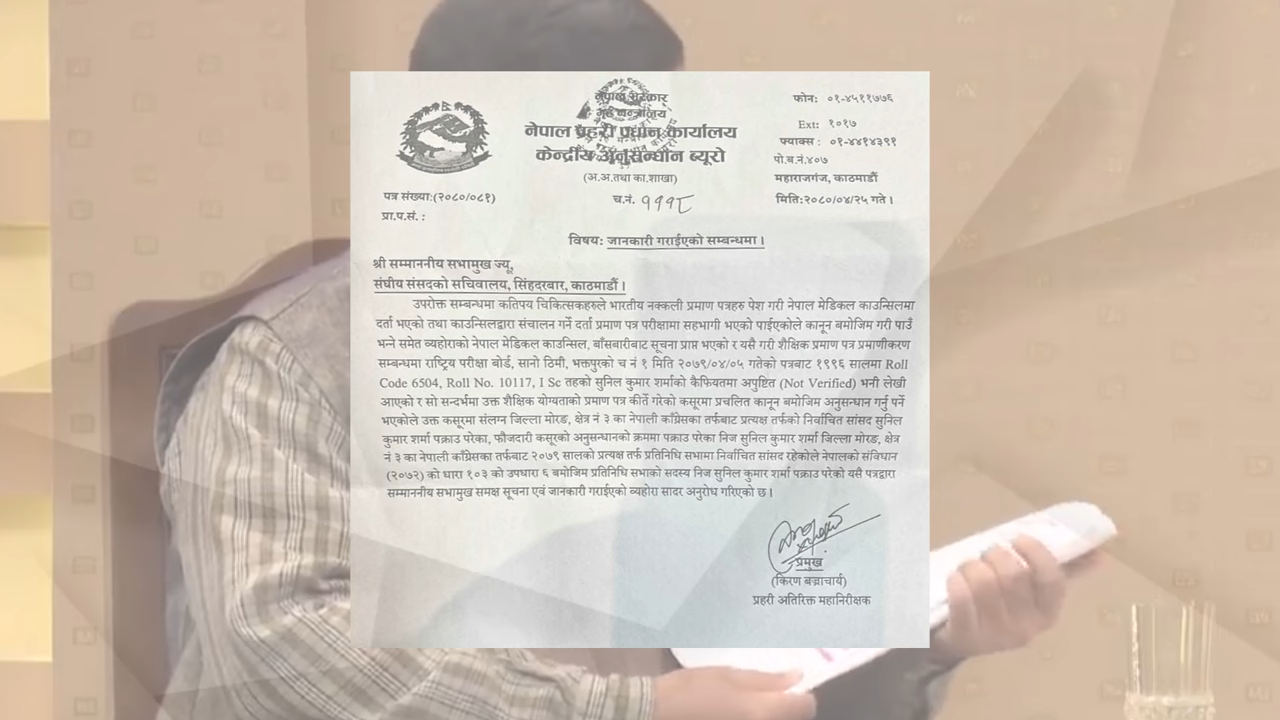 नेपाल सरकार
गृह मन्त्रालय
नेपाल प्रहरी प्रधान कार्यालय
केन्द्रीय अनुसन्धान ब्यूरो
(अ.अ.तथा का.शाखा)
फोन: ०१-४५११७७६
Ext: १०१७
फ्याक्स : ०१-४४१४३९१
पो.ब.नं.४०७
महाराजगंज, काठमाडौं
मिति:२०८०/०४/२५ गते ।
पत्र संख्या:(२०८०/०८१)
च.नं. १११८
प्रा.प.सं. :
विषय: जानकारी गराईएको सम्बन्धमा ।
श्री सम्माननीय सभामुख ज्यू,
संघीय संसदको सचिवालय, सिंहदरबार, काठमाडौं ।
उपरोक्त सम्बन्धमा कतिपय चिकित्सकहरुले भारतीय नक्कली प्रमाण पत्रहरु पेश गरी नेपाल मेडिकल काउन्सिलमा
दर्ता भएको तथा काउन्सिलद्वारा संचालन गर्ने दर्ता प्रमाण पत्र परीक्षामा सहभागी भएको पाईएकोले कानून बमोजिम गरी पाउँ
भन्ने समेत व्यहोराको नेपाल मेडिकल काउन्सिल, बाँसबारीबाट सूचना प्राप्त भएको र यसै गरी शैक्षिक प्रमाण पत्र प्रमाणीकरण
सम्बन्धमा राष्ट्रिय परीक्षा बोर्ड, सानो ठिमी, भक्तपुरको च नं १ मिति २०७९/०४/०५ गतेको पत्रबाट १९९६ सालमा Roll
Code 6504, Roll No. 10117, I Sc तहको सुनिल कुमार शर्माको कैफियतमा अपुष्टित (Not Verified) भनी लेखी
आएको र सो सन्दर्भमा उक्त शैक्षिक योग्यताको प्रमाण पत्र कीर्ते गरेको कसूरमा प्रचलित कानून बमोजिम अनुसन्धान गर्नु पर्ने
भएकोले उक्त कसूरमा संलग्न जिल्ला मोरङ, क्षेत्र नं ३ का नेपाली काँग्रेसका तर्फबाट प्रत्यक्ष तर्फको निर्वाचित सांसद सुनिल
कुमार शर्मा पक्राउ परेका, फौजदारी कसूरको अनुसन्धानको क्रममा पक्राउ परेका निज सुनिल कुमार शर्मा जिल्ला मोरङ, क्षेत्र
नं ३ का नेपाली काँग्रेसका तर्फबाट २०७९ सालको प्रत्यक्ष तर्फ प्रतिनिधि सभामा निर्वाचित सांसद रहेकोले नेपालको संविधान
(२०७२) को धारा १०३ को उपधारा ६ बमोजिम प्रतिनिधि सभाको सदस्य निज सुनिल कुमार शर्मा पक्राउ परेको यसै पत्रद्वारा
सम्माननीय सभामुख समक्ष सूचना एवं जानकारी गराईएको व्यहोरा सादर अनुरोध गरिएको छ ।
प्रमुख
(किरण बज्राचार्य)
प्रहरी अतिरिक्त महानिरीक्षक